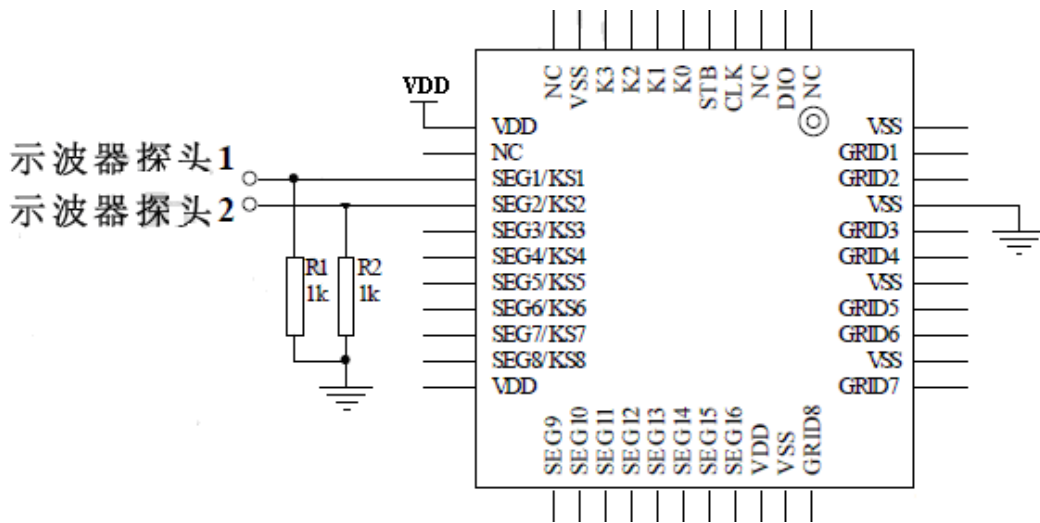 NC
VSS
K3
K2
K1
K0
STB
CLK
NC
DIO
NC
VDD
示波器探头1
示波器探头2
R1
1k
R2
1k
VDD
NC
SEG1/KS1
SEG2/KS2
SEG3/KS3
SEG4/KS4
SEG5/KS5
SEG6/KS6
SEG7/KS7
SEG8/KS8
VDD
VSS
GRID1
GRID2
VSS
GRID3
GRID4
VSS
GRID5
GRID6
VSS
GRID7
SEG9
SEG10
SEG11
SEG12
SEG13
SEG14
SEG15
SEG16
VDD
VSS
GRID8